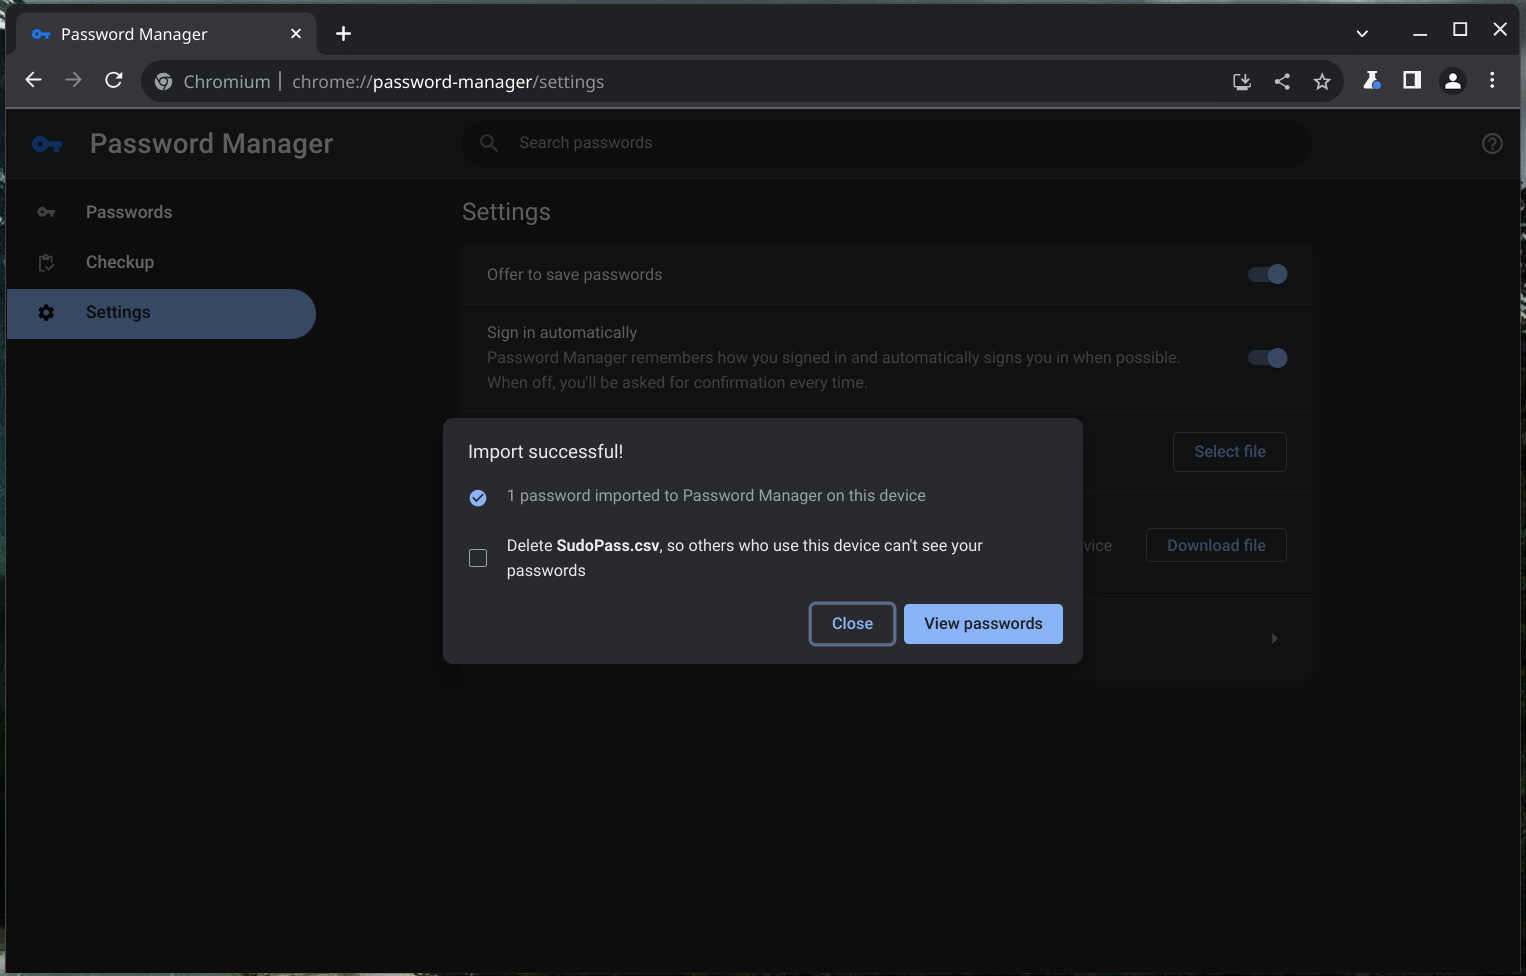 Password Manager
Chromium | chrome://password-manager/settings
Password Manager
Search passwords
Passwords
Checkup
Settings
Settings
Offer to save passwords
Sign in automatically
Password Manager remembers how you signed in and automatically signs you in when possible.
When off, you'll be asked for confirmation every time.
Select file
vice
Download file
Import successful!
1 password imported to Password Manager on this device
Delete SudoPass.csv, so others who use this device can't see your
passwords
Close
View passwords